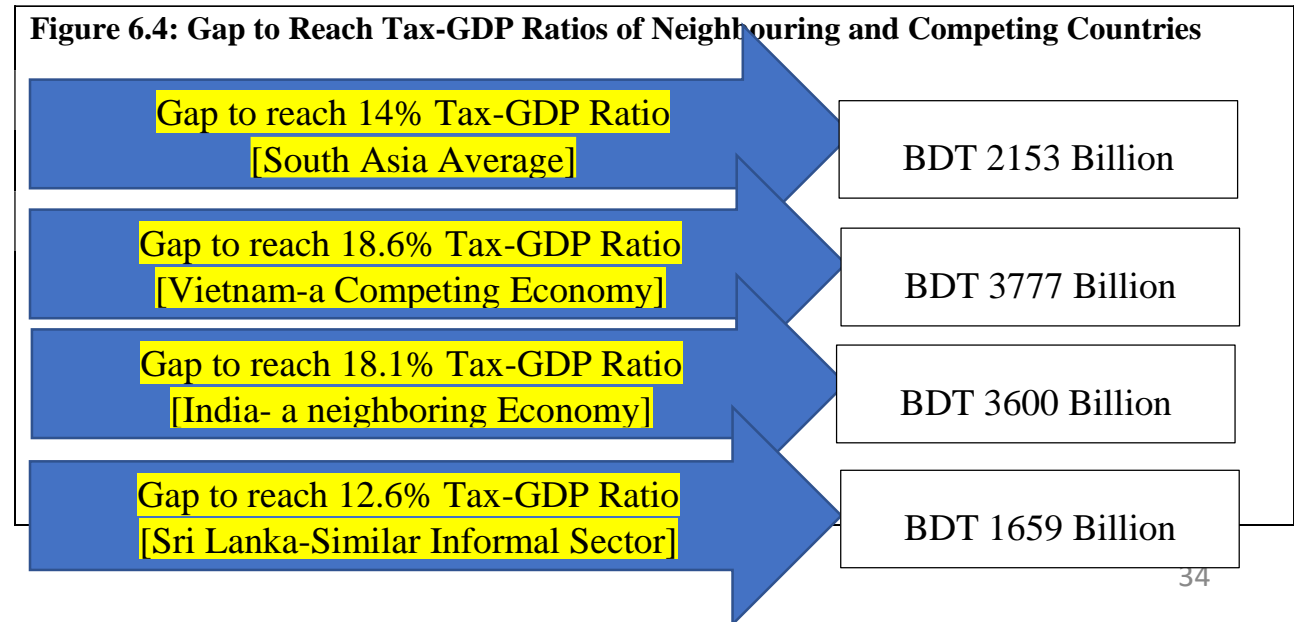 Figure 6.4: Gap to Reach Tax-GDP Ratios of Neighbouring and Competing Countries
Gap to reach 14% Tax-GDP Ratio
[South Asia Average]
BDT 2153 Billion
Gap to reach 18.6% Tax-GDP Ratio
[Vietnam-a Competing Economy]
BDT 3777 Billion
Gap to reach 18.1% Tax-GDP Ratio
[India- a neighboring Economy]
BDT 3600 Billion
Gap to reach 12.6% Tax-GDP Ratio
[Sri Lanka-Similar Informal Sector]
BDT 1659 Billion
34